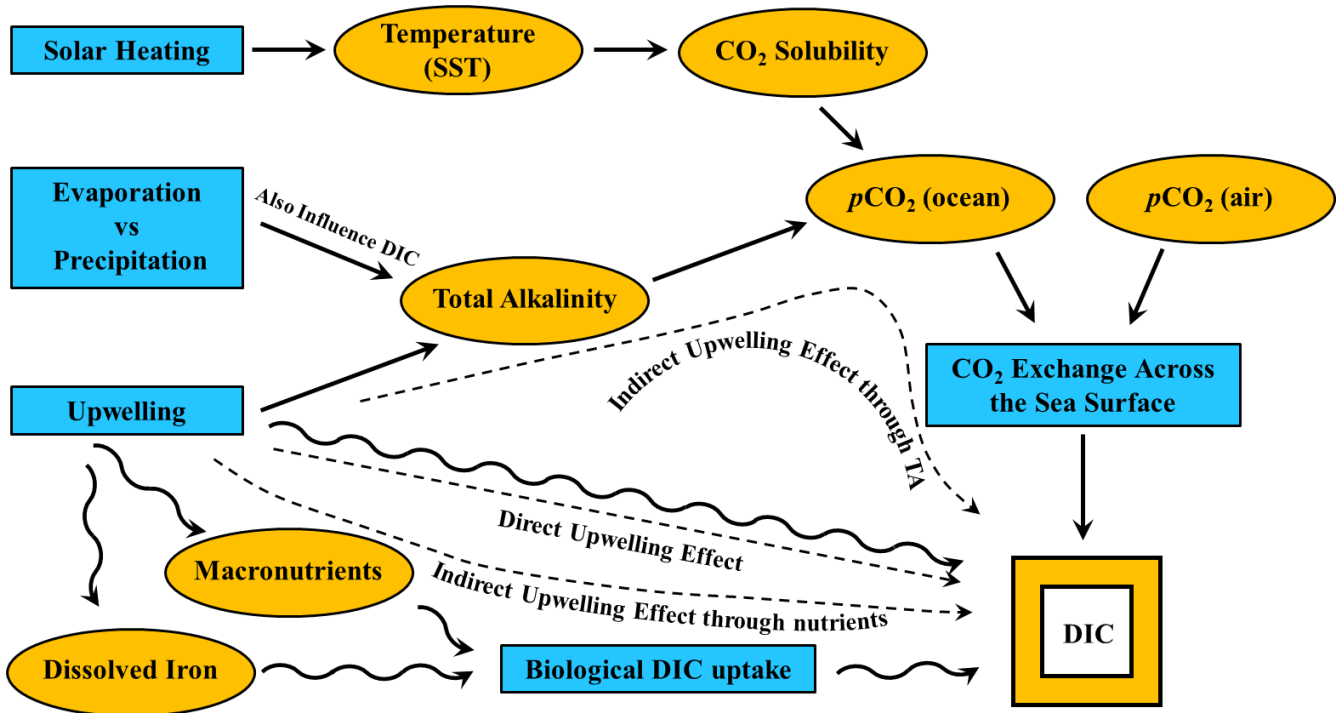 Solar Heating
Temperature
(SST)
CO₂ Solubility
Evaporation
vs
Precipitation
Also Influence DIC
pCO₂ (ocean)
pCO₂ (air)
Total Alkalinity
Indirect Upwelling Effect through TA
CO₂ Exchange Across
the Sea Surface
Upwelling
Direct Upwelling Effect
Macronutrients
Indirect Upwelling Effect through nutrients
DIC
Dissolved Iron
Biological DIC uptake